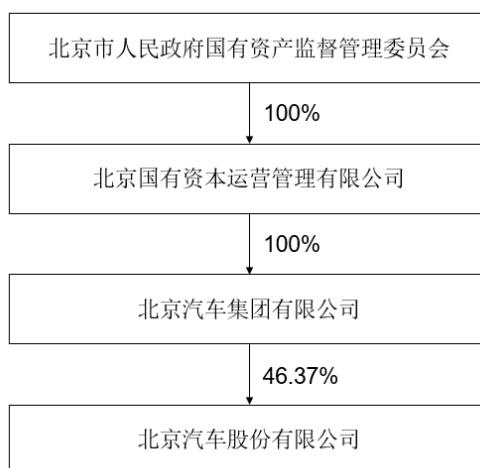 北京市人民政府国有资产监督管理委员会
100%
北京国有资本运营管理有限公司
100%
北京汽车集团有限公司
46.37%
北京汽车股份有限公司